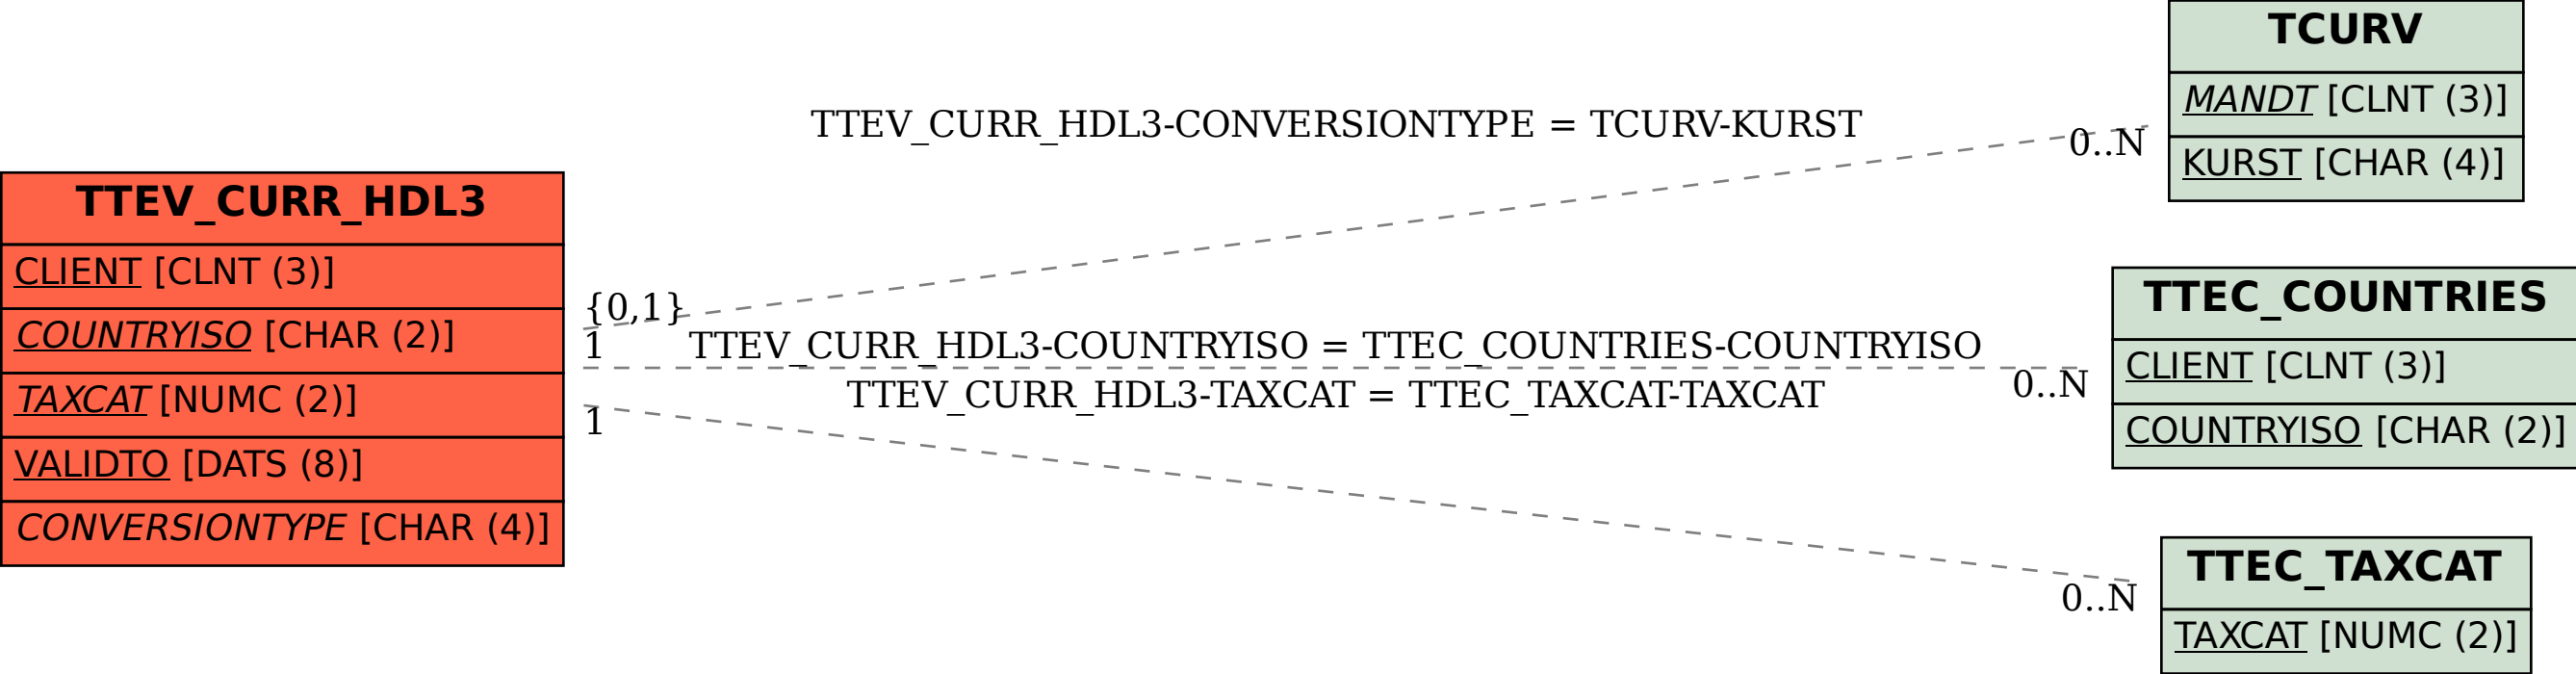 TTEV_CURR_HDL3
CLIENT [CLNT (3)]
COUNTRYISO [CHAR (2)]
TAXCAT [NUMC (2)]
VALIDTO [DATS (8)]
CONVERSIONTYPE [CHAR (4)]
TTEV_CURR_HDL3-CONVERSIONTYPE = TCURV-KURST
{0,1}
0..N
TTEV_CURR_HDL3-COUNTRYISO = TTEC_COUNTRIES-COUNTRYISO
1
0..N
TTEV_CURR_HDL3-TAXCAT = TTEC_TAXCAT-TAXCAT
1
0..N
TCURV
MANDT [CLNT (3)]
KURST [CHAR (4)]
TTEC_COUNTRIES
CLIENT [CLNT (3)]
COUNTRYISO [CHAR (2)]
TTEC_TAXCAT
TAXCAT [NUMC (2)]